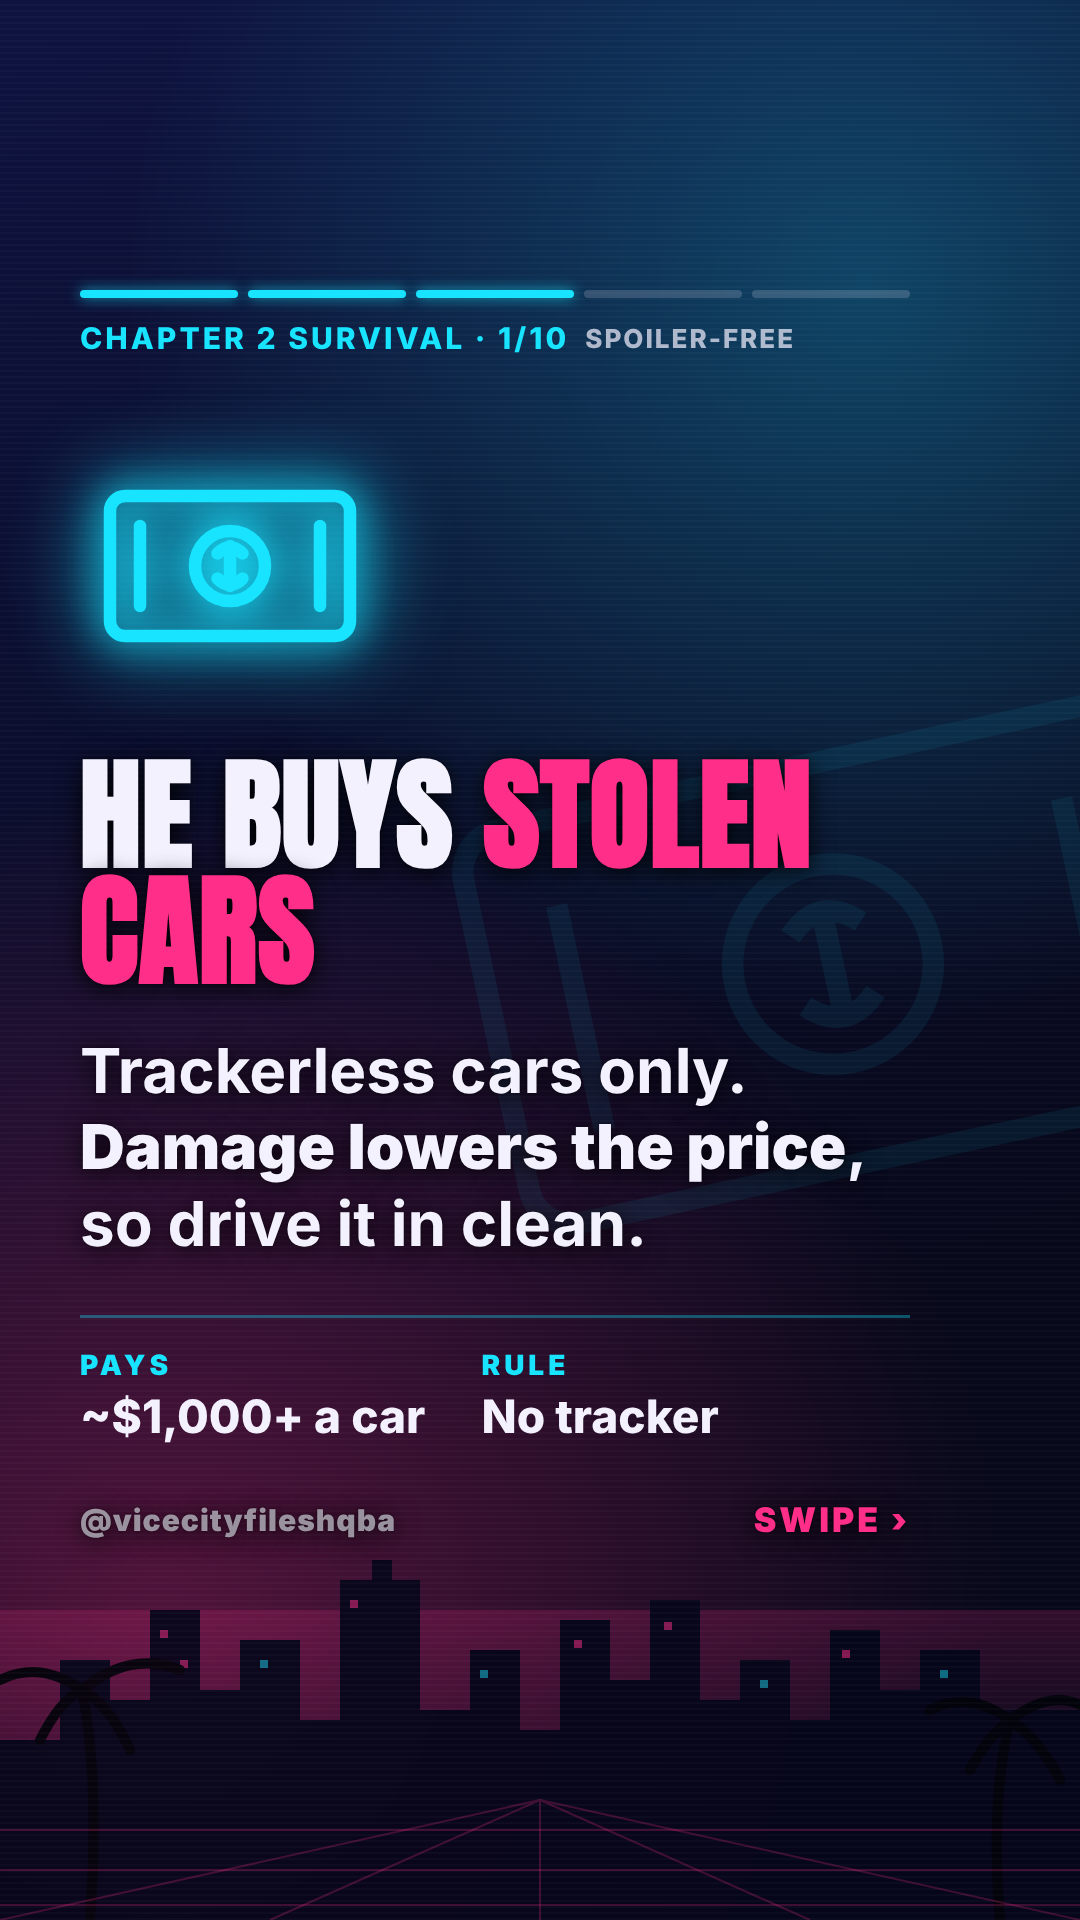 CHAPTER 2 SURVIVAL · 1/10 SPOILER-FREE
HE BUYS STOLEN
CARS
Trackerless cars only.
Damage lowers the price,
so drive it in clean.
PAYS
~$1,000+ a car
RULE
No tracker
@vicecityfileshqba
SWIPE ›